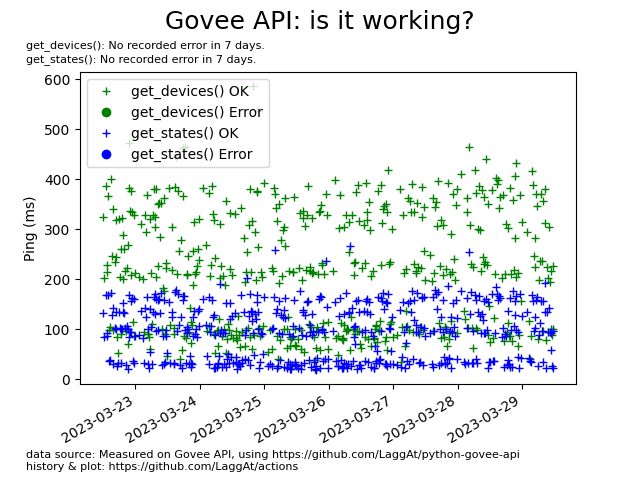 Govee API: is it working?
get_devices(): No recorded error in 7 days.
get_states(): No recorded error in 7 days.
600
500
400
300
200
100
0
Ping (ms)
get_devices() OK
get_devices() Error
get_states() OK
get_states() Error
2023-03-23
2023-03-24
2023-03-25
2023-03-26
2023-03-27
2023-03-28
2023-03-29
data source: Measured on Govee API, using https://github.com/LaggAt/python-govee-api
history & plot: https://github.com/LaggAt/actions